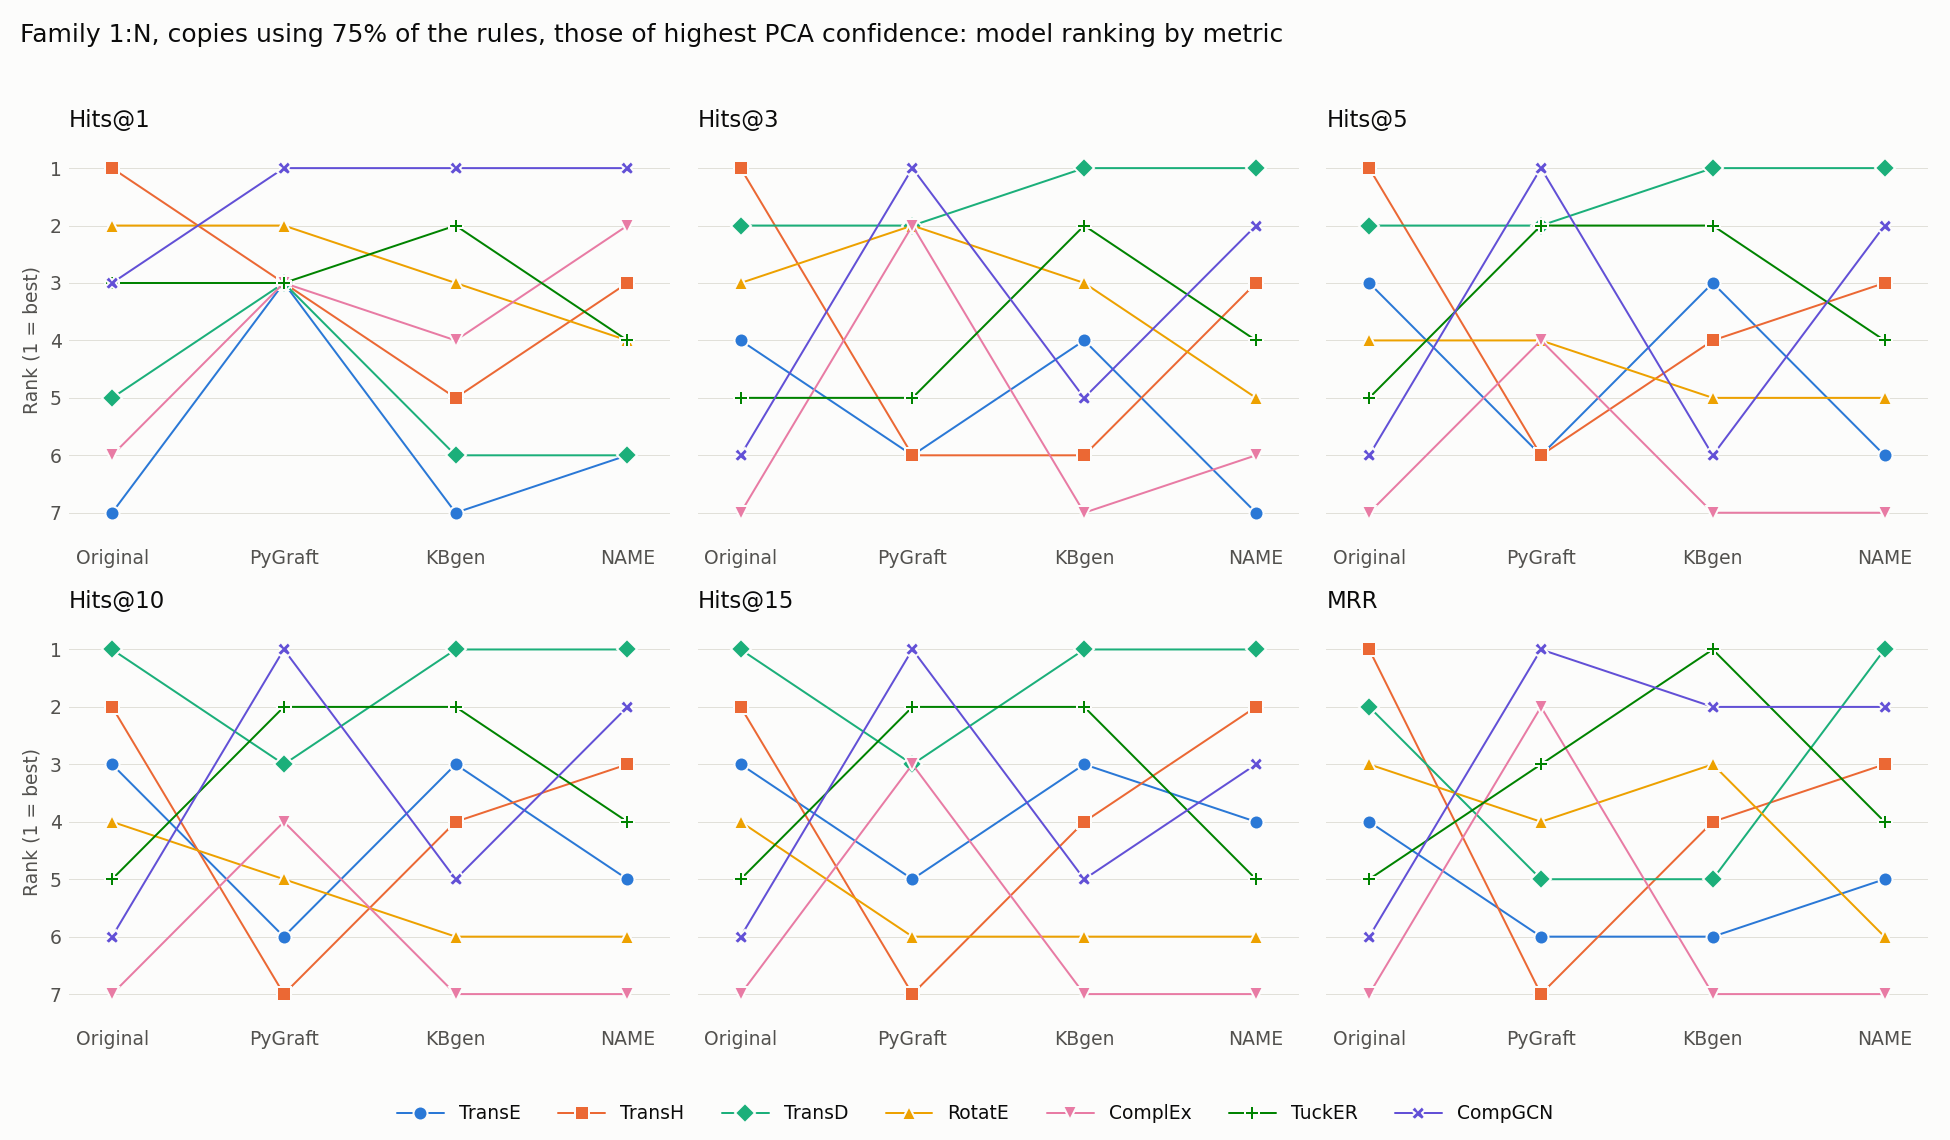 Family 1:N, copies using 75% of the rules, those of highest PCA confidence: model ranking by metric
Hits@1
Hits@3
Hits@5
Rank (1 = best)
1
2
3
4
5
6
7
Original PyGraft KBgen NAME
Original PyGraft KBgen NAME
Original PyGraft KBgen NAME
Hits@10
Hits@15
MRR
Rank (1 = best)
1
2
3
4
5
6
7
Original PyGraft KBgen NAME
Original PyGraft KBgen NAME
Original PyGraft KBgen NAME
TransE TransH TransD RotatE ComplEx TuckER CompGCN